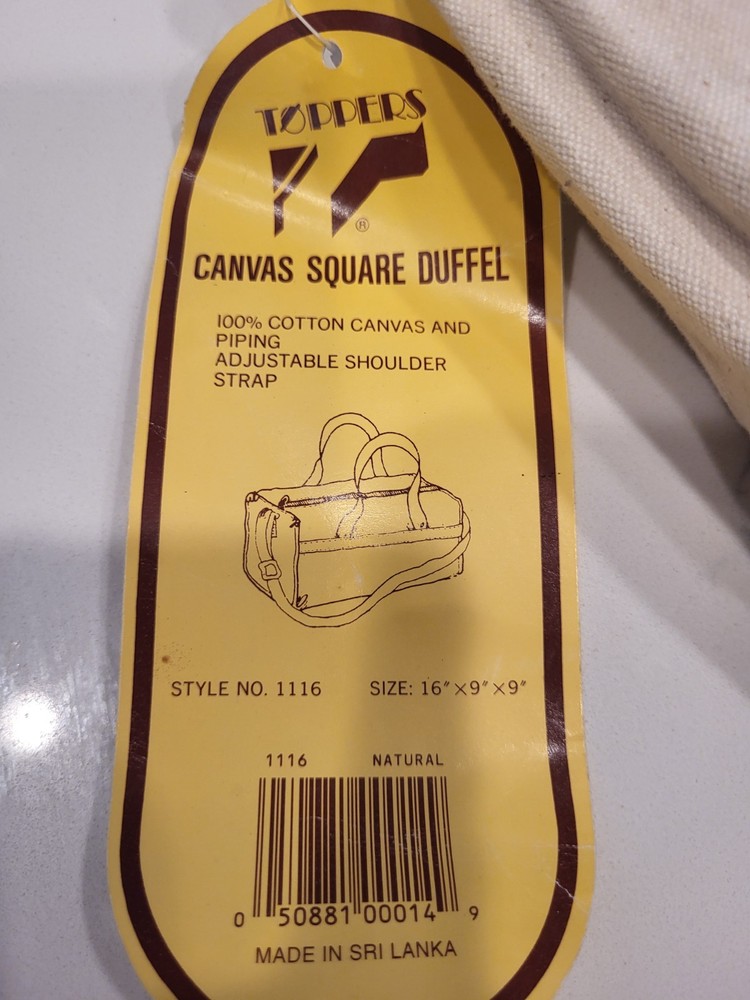 TOPPERS
®
CANVAS SQUARE DUFFEL
100% COTTON CANVAS AND
PIPING
ADJUSTABLE SHOULDER
STRAP
STYLE NO. 1116 SIZE: 16"×9"×9"
1116 NATURAL
0 50881 00014 9
MADE IN SRI LANKA